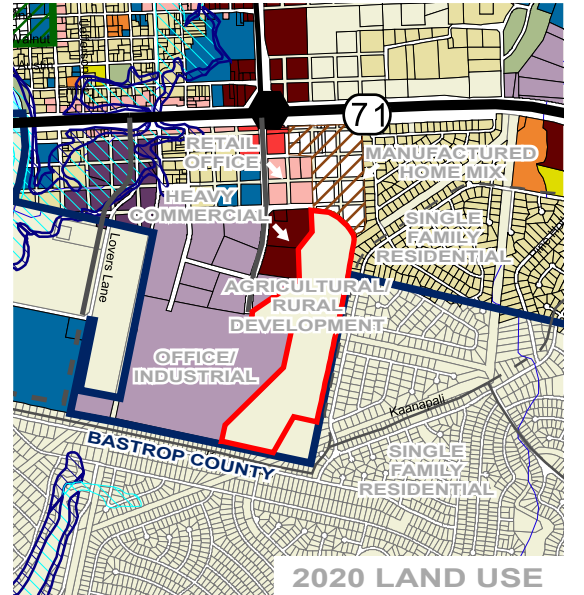 Walnut
71
RETAIL
OFFICE
MANUFACTURED
HOME MIX
HEAVY
COMMERCIAL
SINGLE
FAMILY
RESIDENTIAL
Lovers Lane
AGRICULTURAL/
RURAL
DEVELOPMENT
OFFICE/
INDUSTRIAL
Kaanapali
BASTROP COUNTY
SINGLE
FAMILY
RESIDENTIAL
2020 LAND USE